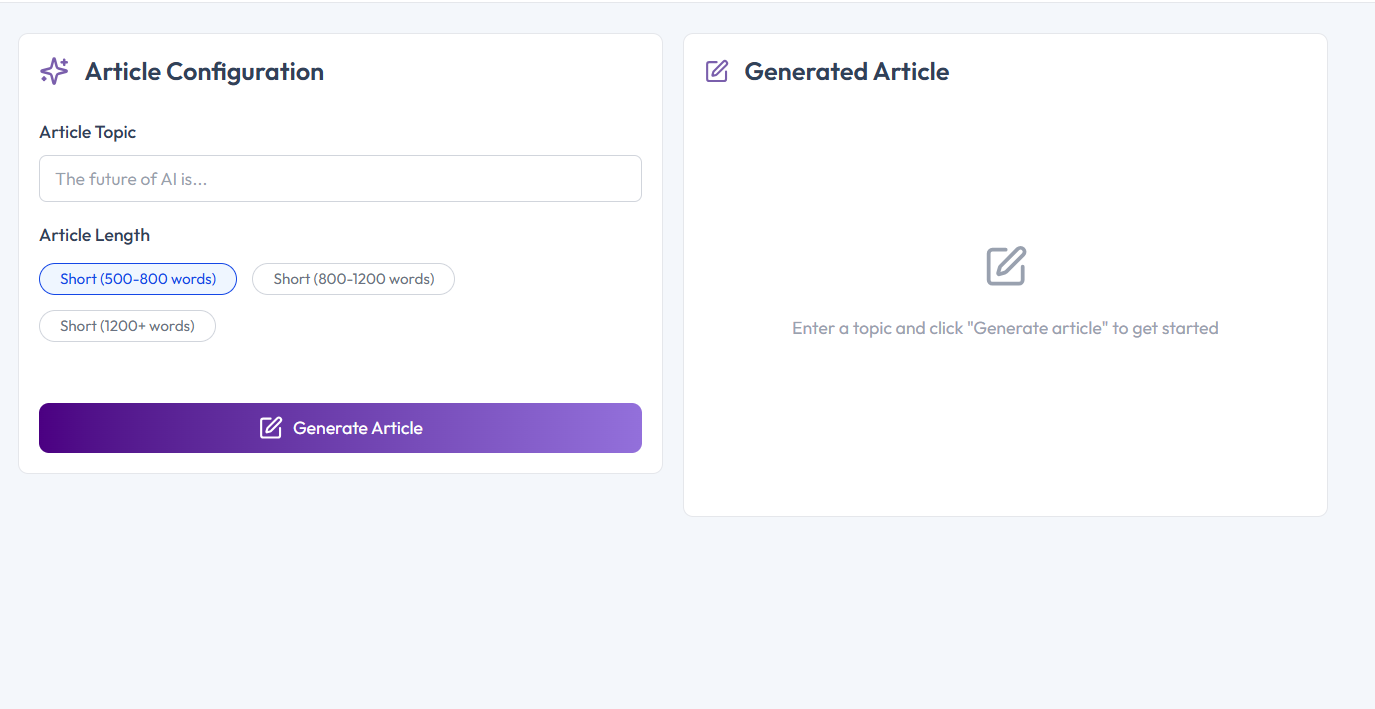 Article Configuration
Article Topic
The future of AI is...
Article Length
Short (500-800 words)
Short (800-1200 words)
Short (1200+ words)
Generate Article
Generated Article
Enter a topic and click "Generate article" to get started